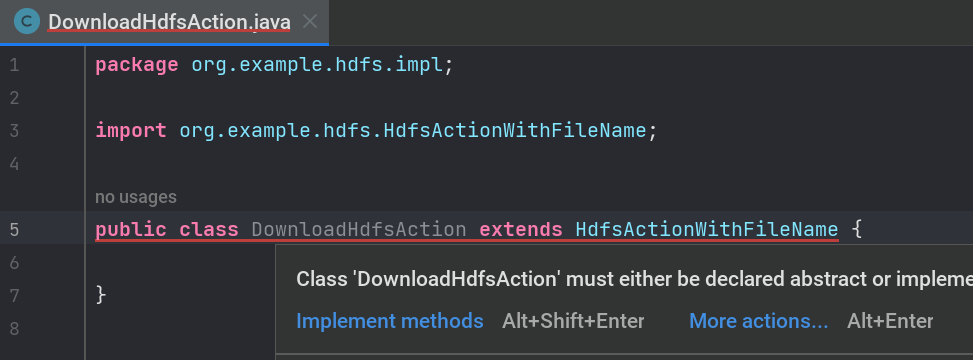 C DownloadHdfsAction.java
1 package org.example.hdfs.impl;
2
3 import org.example.hdfs.HdfsActionWithFileName;
4
no usages
5 public class DownloadHdfsAction extends HdfsActionWithFileName {
6
Class 'DownloadHdfsAction' must either be declared abstract or impleme
7 }
Implement methods Alt+Shift+Enter More actions... Alt+Enter
8